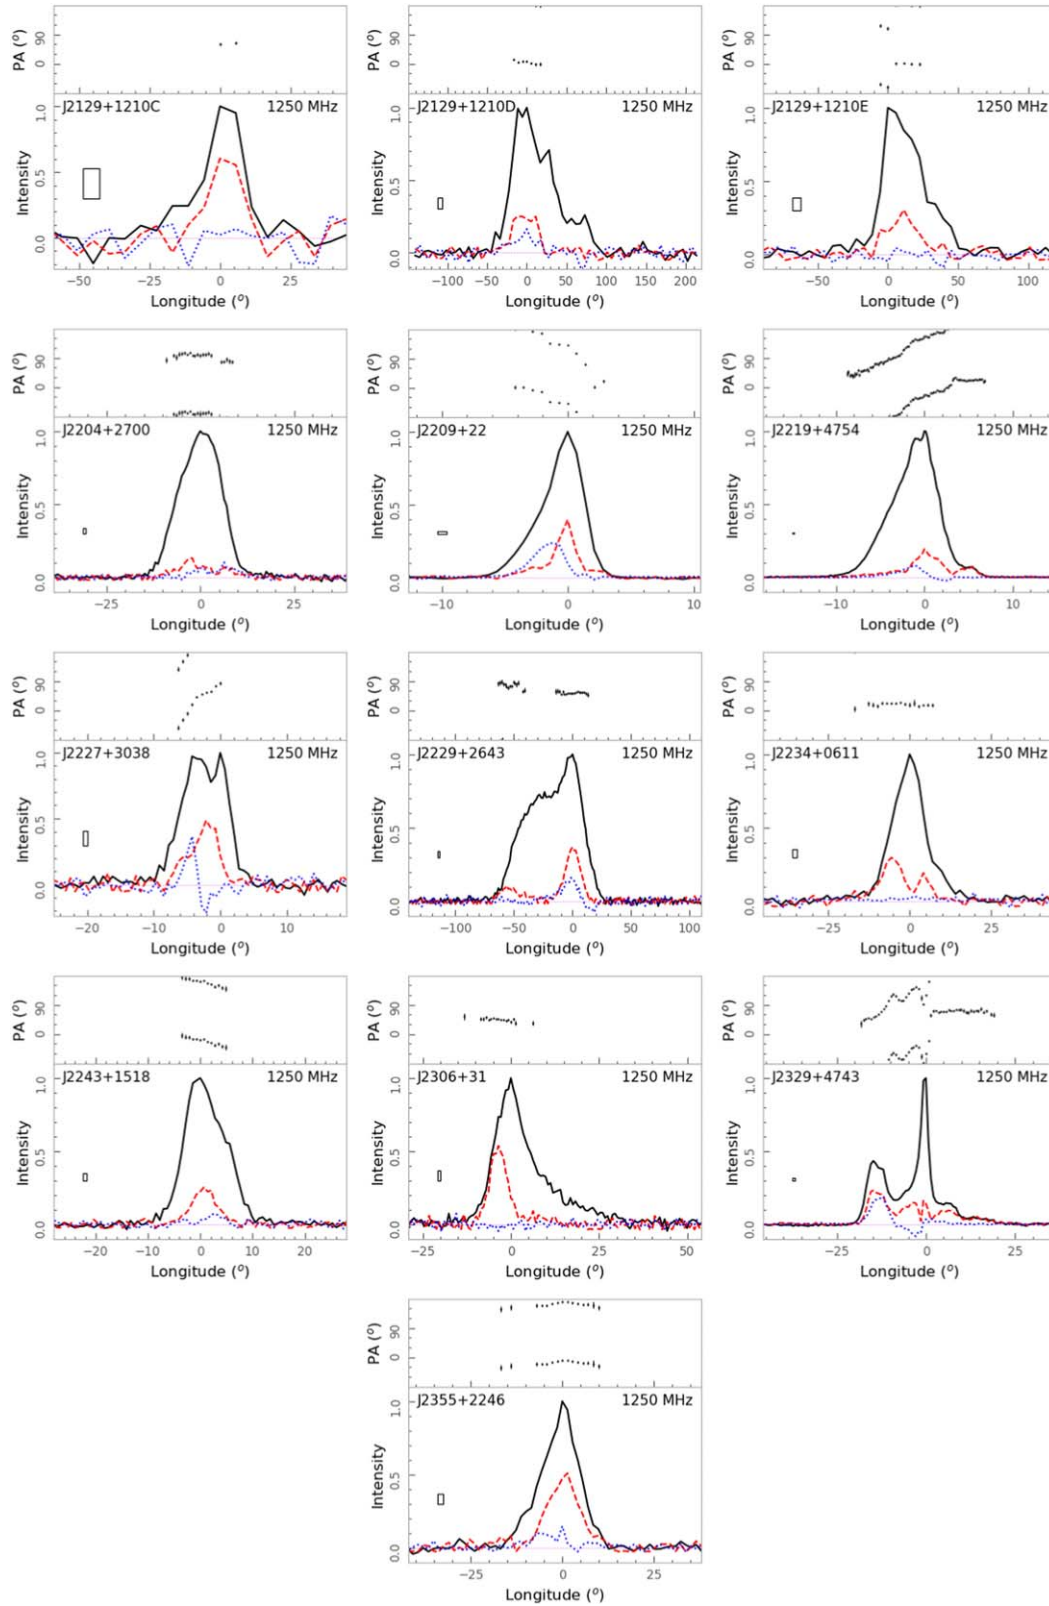 PA (°) 90 0
PA (°) 90 0
PA (°) 90 0
J2129+1210C 1250 MHz
J2129+1210D 1250 MHz
J2129+1210E 1250 MHz
Intensity 1.0 0.5 0.0
Intensity 1.0 0.5 0.0
Intensity 1.0 0.5 0.0
−50 −25 0 25
−100 −50 0 50 100 150 200
−50 0 50 100
Longitude (°)
Longitude (°)
Longitude (°)
PA (°) 90 0
PA (°) 90 0
PA (°) 90 0
J2204+2700 1250 MHz
J2209+22 1250 MHz
J2219+4754 1250 MHz
Intensity 1.0 0.5 0.0
Intensity 1.0 0.5 0.0
Intensity 1.0 0.5 0.0
−25 0 25
−10 0 10
−10 0 10
Longitude (°)
Longitude (°)
Longitude (°)
PA (°) 90 0
PA (°) 90 0
PA (°) 90 0
J2227+3038 1250 MHz
J2229+2643 1250 MHz
J2234+0611 1250 MHz
Intensity 1.0 0.5 0.0
Intensity 1.0 0.5 0.0
Intensity 1.0 0.5 0.0
−20 −10 0 10
−100 −50 0 50 100
−25 0 25
Longitude (°)
Longitude (°)
Longitude (°)
PA (°) 90 0
PA (°) 90 0
PA (°) 90 0
J2243+1518 1250 MHz
J2306+31 1250 MHz
J2329+4743 1250 MHz
Intensity 1.0 0.5 0.0
Intensity 1.0 0.5 0.0
Intensity 1.0 0.5 0.0
−20 −10 0 10 20
−25 0 25 50
−25 0 25
Longitude (°)
Longitude (°)
Longitude (°)
PA (°) 90 0
J2355+2246 1250 MHz
Intensity 1.0 0.5 0.0
−25 0 25
Longitude (°)